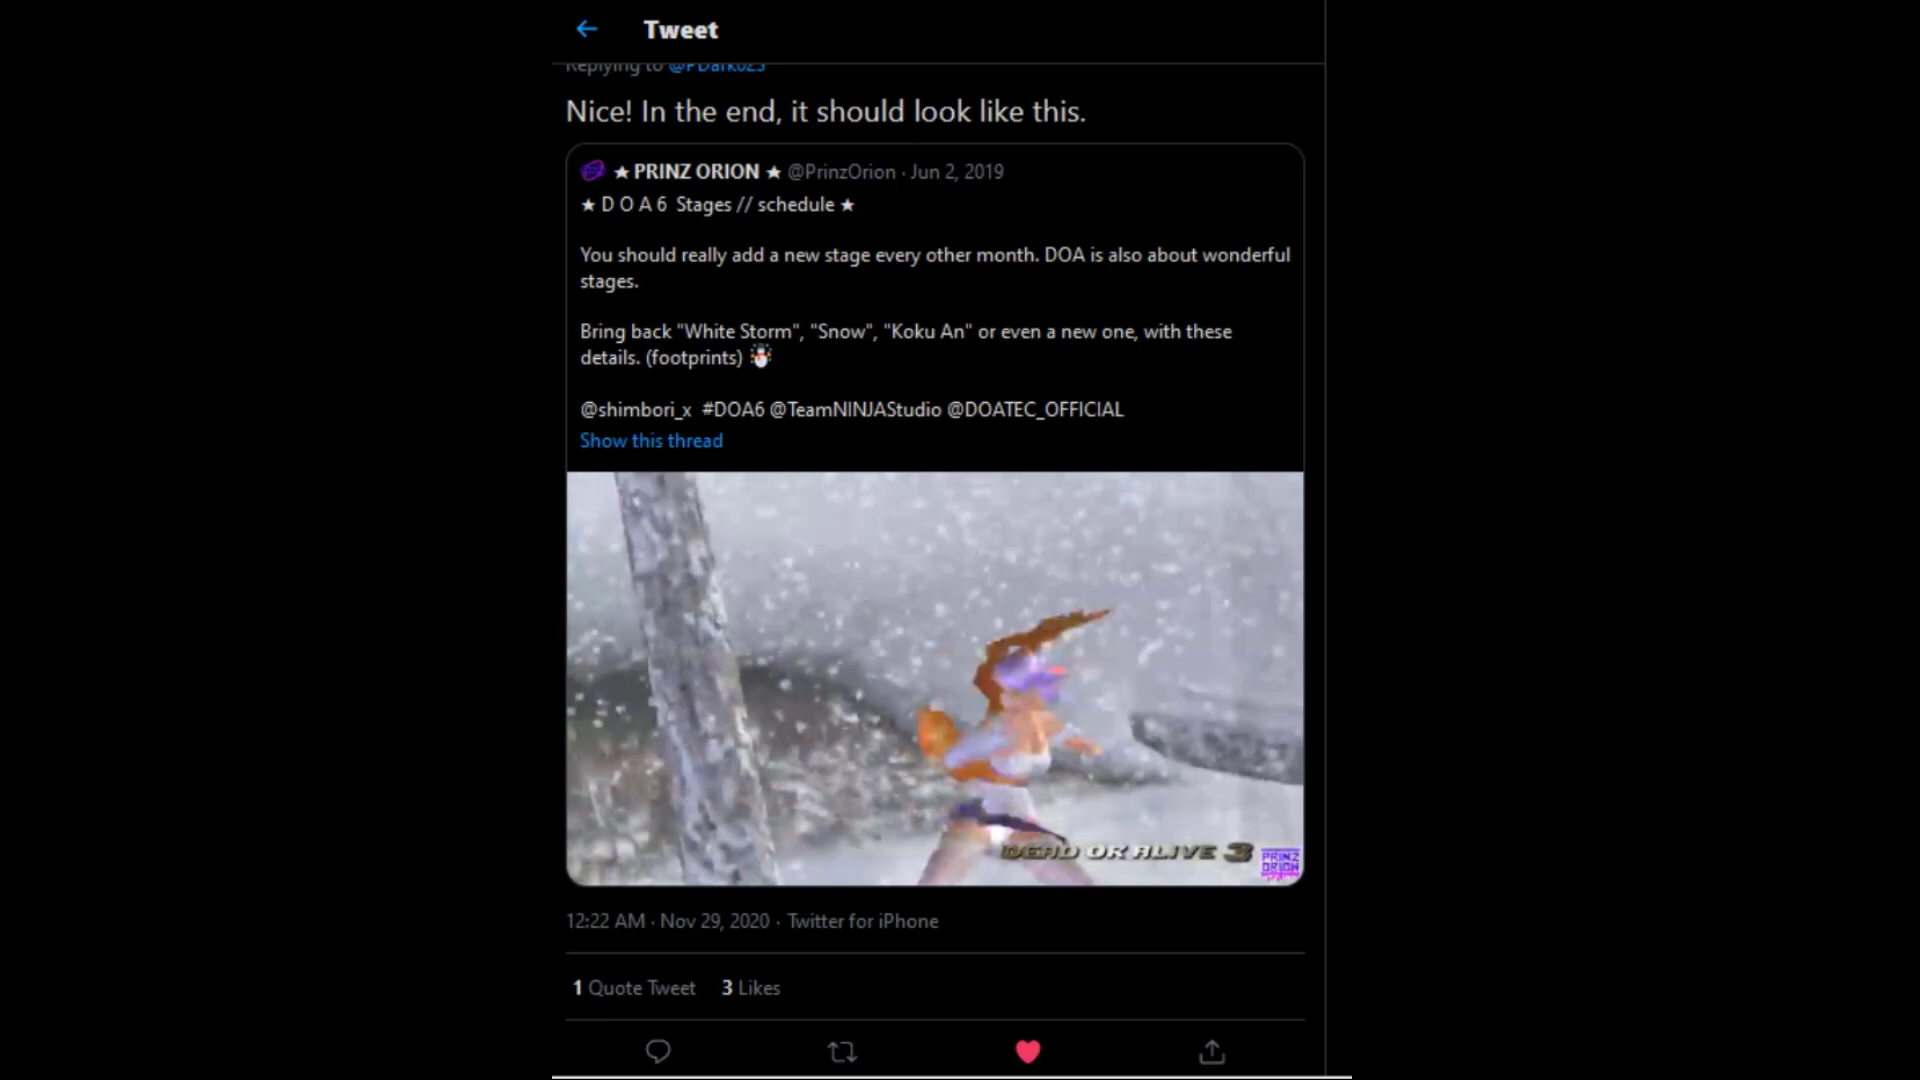 Tweet
Replying to @PDark023
Nice! In the end, it should look like this.
★ PRINZ ORION ★ @PrinzOrion · Jun 2, 2019
★ D O A 6 Stages // schedule ★
You should really add a new stage every other month. DOA is also about wonderful
stages.
Bring back "White Storm", "Snow", "Koku An" or even a new one, with these
details. (footprints) ☃
@shimbori_x #DOA6 @TeamNINJAStudio @DOATEC_OFFICIAL
Show this thread
DEAD OR ALIVE 3
PRINZ
ORION
12:22 AM · Nov 29, 2020 · Twitter for iPhone
1 Quote Tweet 3 Likes